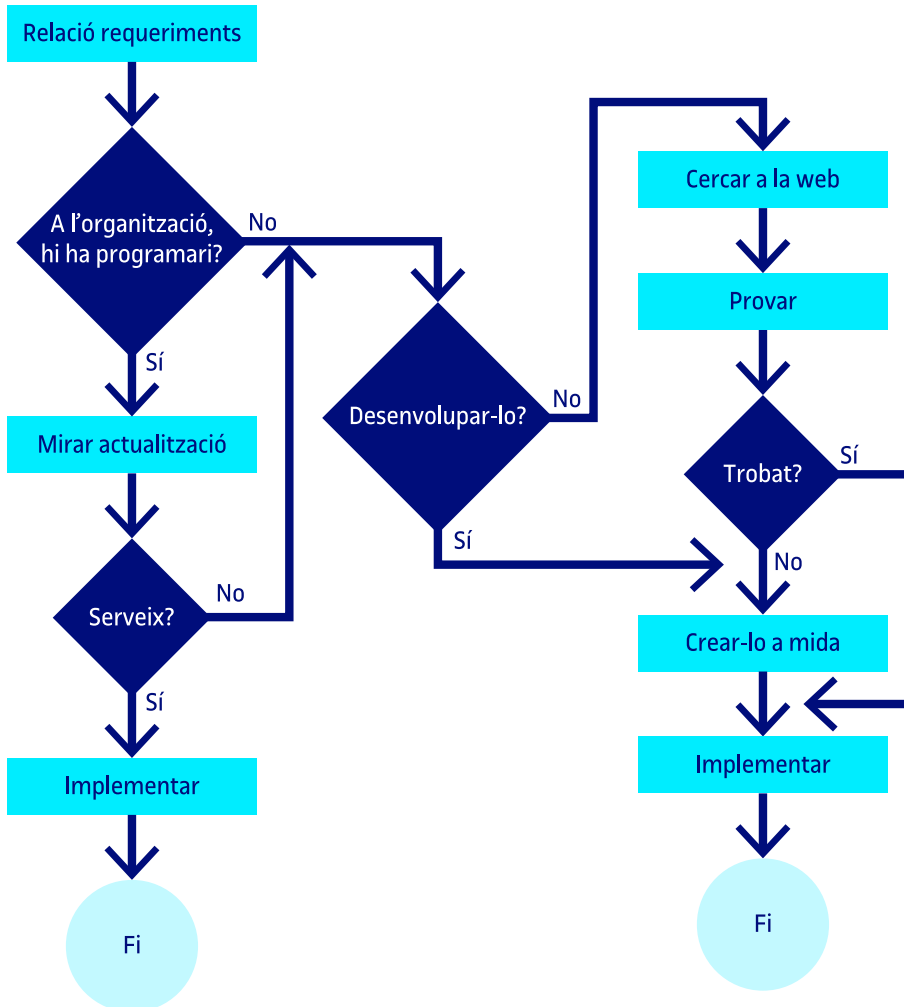 Relació requeriments
A l'organització,
hi ha programari?
No
Sí
Mirar actualització
Serveix?
No
Sí
Implementar
Fi
Desenvolupar-lo?
No
Sí
Cercar a la web
Provar
Trobat?
Sí
No
Crear-lo a mida
Implementar
Fi